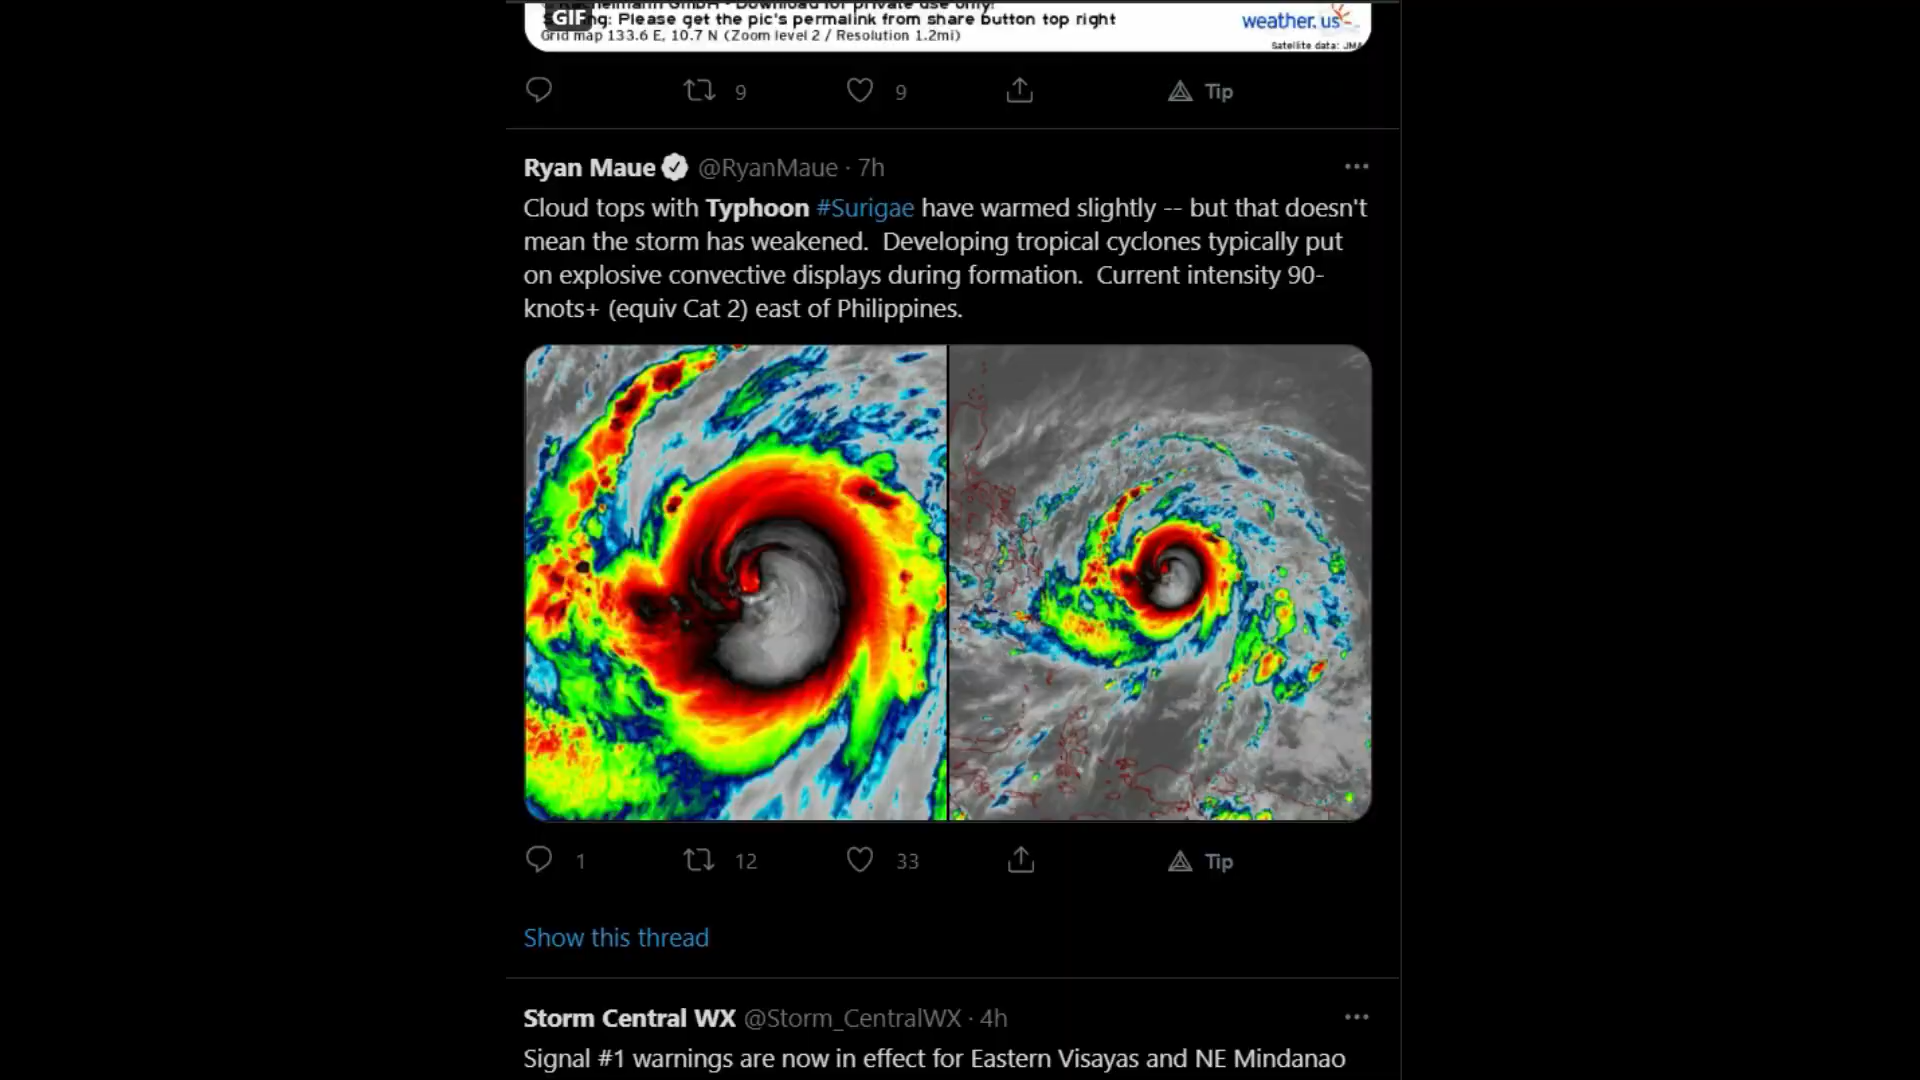 GIF
ng: Please get the pic's permalink from share button top right
Grid map 133.6 E, 10.7 N (Zoom level 2 / Resolution 1.2mi)
weather.us
Satellite data: JMA
9
9
Tip
Ryan Maue @RyanMaue · 7h
Cloud tops with Typhoon #Surigae have warmed slightly -- but that doesn't
mean the storm has weakened.  Developing tropical cyclones typically put
on explosive convective displays during formation.  Current intensity 90-
knots+ (equiv Cat 2) east of Philippines.
1
12
33
Tip
Show this thread
Storm Central WX @Storm_CentralWX · 4h
Signal #1 warnings are now in effect for Eastern Visayas and NE Mindanao